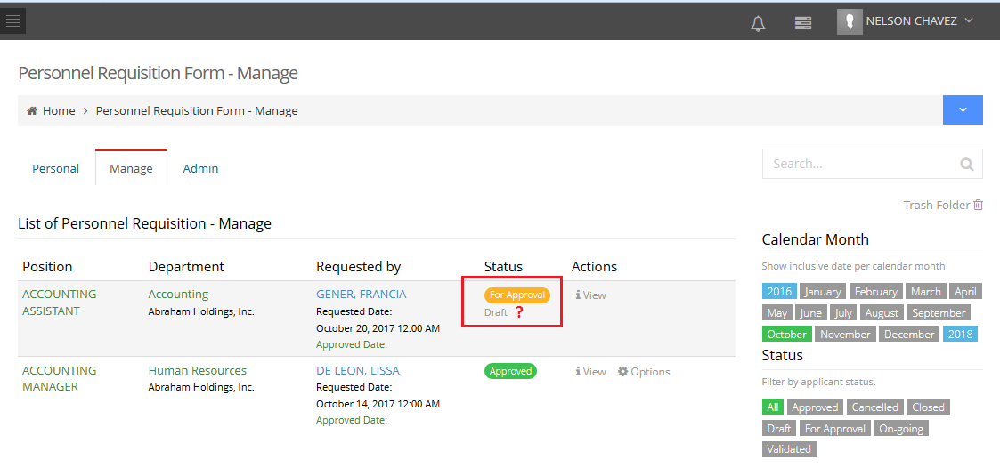 NELSON CHAVEZ
Personnel Requisition Form - Manage
Home > Personnel Requisition Form - Manage
Personal Manage Admin
Search...
Trash Folder
List of Personnel Requisition - Manage
Position Department Requested by Status Actions
ACCOUNTING ASSISTANT
Accounting
Abraham Holdings, Inc.
GENER, FRANCIA
Requested Date:
October 20, 2017 12:00 AM
Approved Date:
For Approval
Draft ?
View
ACCOUNTING MANAGER
Human Resources
Abraham Holdings, Inc.
DE LEON, LISSA
Requested Date:
October 14, 2017 12:00 AM
Approved Date:
Approved
View Options
Calendar Month
Show inclusive date per calendar month
2016 January February March April
May June July August September
October November December 2018
Status
Filter by applicant status.
All Approved Cancelled Closed
Draft For Approval On-going
Validated